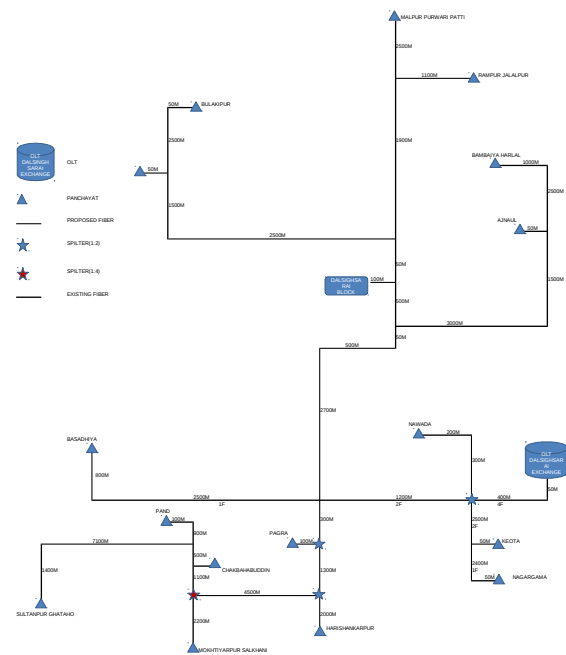 MALPUR PURWARI PATTI
2500M
1100M
RAMPUR JALALPUR
50M
BULAKIPUR
2500M
1900M
OLT
DALSINGH
SARAI
EXCHANGE
OLT
50M
BAMBAIYA HARLAL
1000M
2500M
PANCHAYAT
1500M
PROPOSED FIBER
AJNAUL
50M
SPILTER(1:2)
2500M
50M
SPILTER(1:4)
DALSIGHSA
RAI
BLOCK
100M
1500M
EXISTING FIBER
500M
3000M
50M
500M
2700M
NAWADA
200M
BASADHIYA
300M
OLT
DALSIGHSAR
AI
EXCHANGE
800M
50M
2500M
1F
1200M
2F
400M
4F
PAND
100M
300M
2500M
2F
900M
PAGRA
100M
50M
KEOTA
7100M
500M
2400M
1F
1400M
CHAKBAHABUDDIN
1300M
1100M
50M
NAGARGAMA
4500M
SULTANPUR GHATAHO
2200M
2000M
HARISHANKARPUR
MOKHTIYARPUR SALKHANI